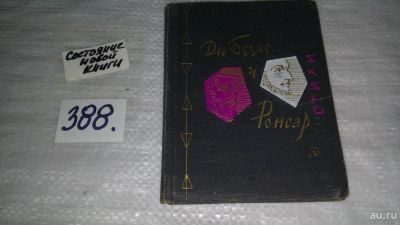 Состояние
новой
книги
388.
Дю Белле
и
Ронсар
СТИХИ
au.ru